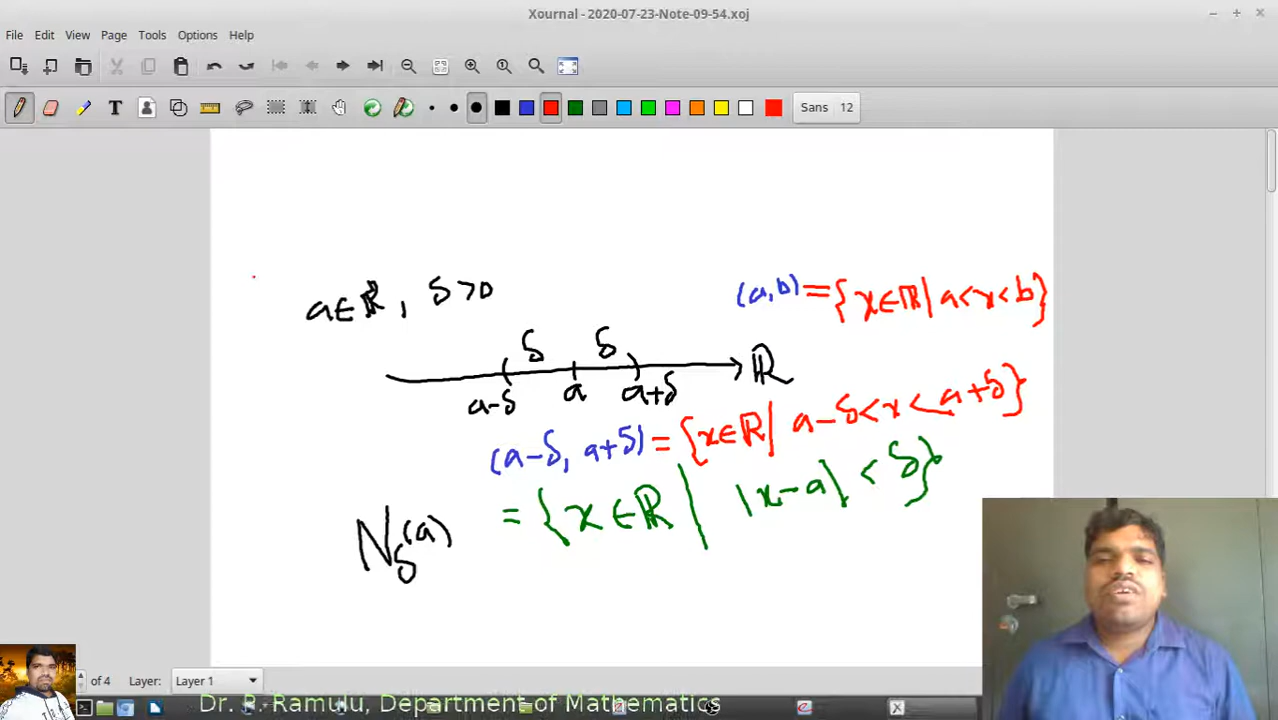 Xournal - 2020-07-23-Note-09-54.xoj
File Edit View Page Tools Options Help
Sans 12
a∈ℝ, δ>0
(a,b)={x∈ℝ| a<x<b}
δ δ
a-δ a a+δ ℝ
(a-δ, a+δ)={x∈ℝ| a-δ<x<a+δ}
N_δ(a) = {x∈ℝ| |x-a|<δ}
of 4 Layer: Layer 1
Dr. R. Ramulu, Department of Mathematics